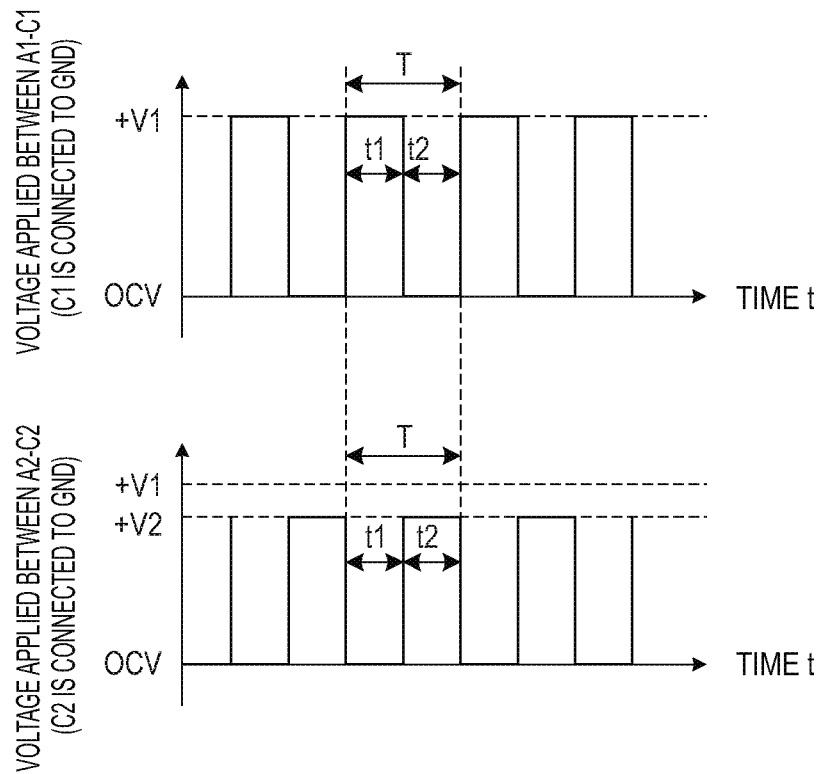 VOLTAGE APPLIED BETWEEN A1-C1
(C1 IS CONNECTED TO GND)
T
+V1
t1 t2
OCV
TIME t
VOLTAGE APPLIED BETWEEN A2-C2
(C2 IS CONNECTED TO GND)
T
+V1
+V2
t1 t2
OCV
TIME t